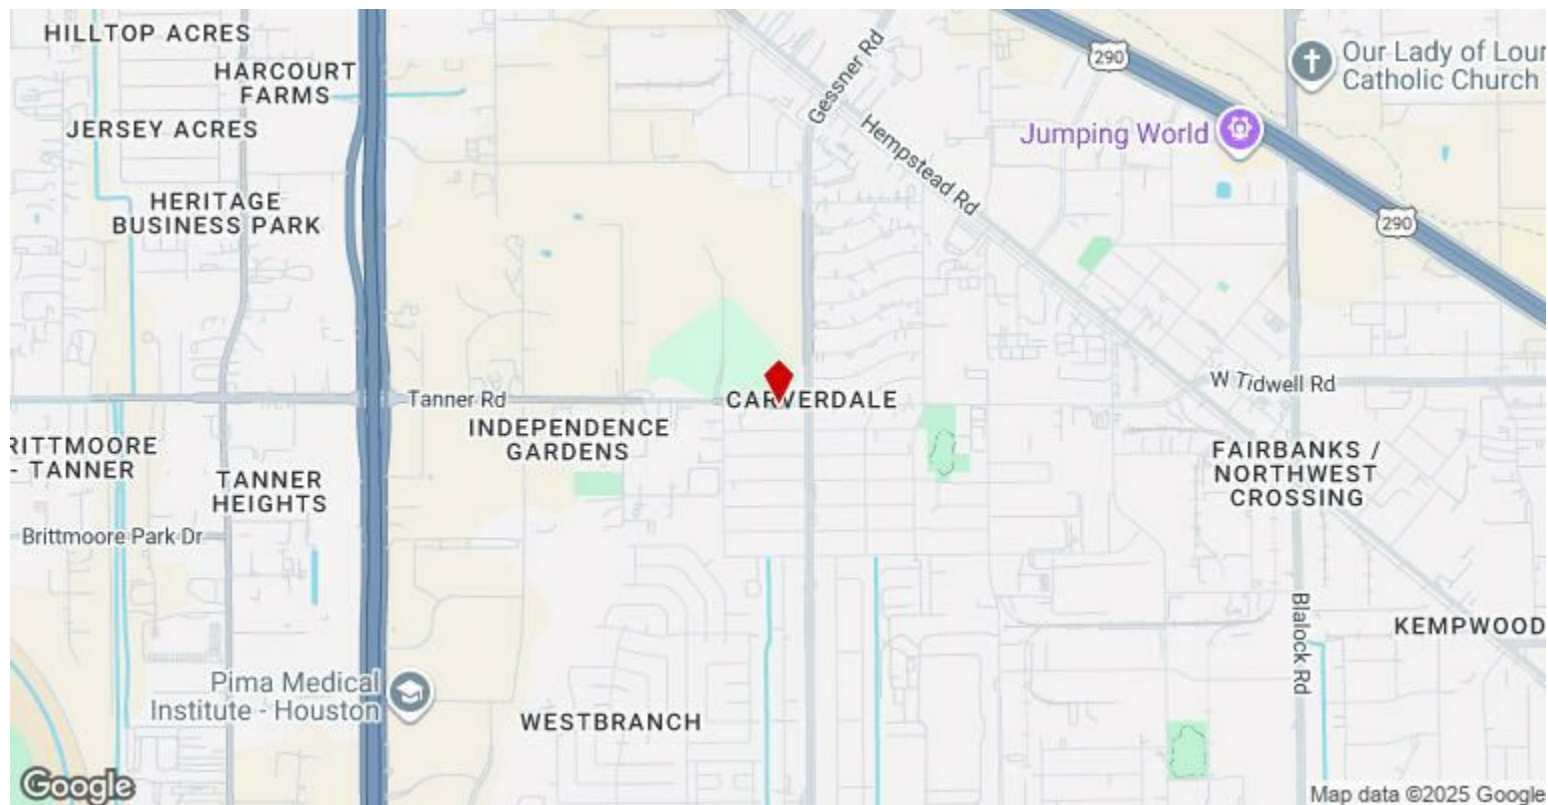 HILLTOP ACRES
HARCOURT
FARMS
JERSEY ACRES
HERITAGE
BUSINESS PARK
Gessner Rd
Hempstead Rd
290
Our Lady of Lour
Catholic Church
Jumping World
290
Tanner Rd
CARVERDALE
W Tidwell Rd
INDEPENDENCE
GARDENS
RITTMOORE
- TANNER
TANNER
HEIGHTS
FAIRBANKS /
NORTHWEST
CROSSING
Brittmoore Park Dr
Blalock Rd
KEMPWOOD
Pima Medical
Institute - Houston
WESTBRANCH
Google
Map data ©2025 Google